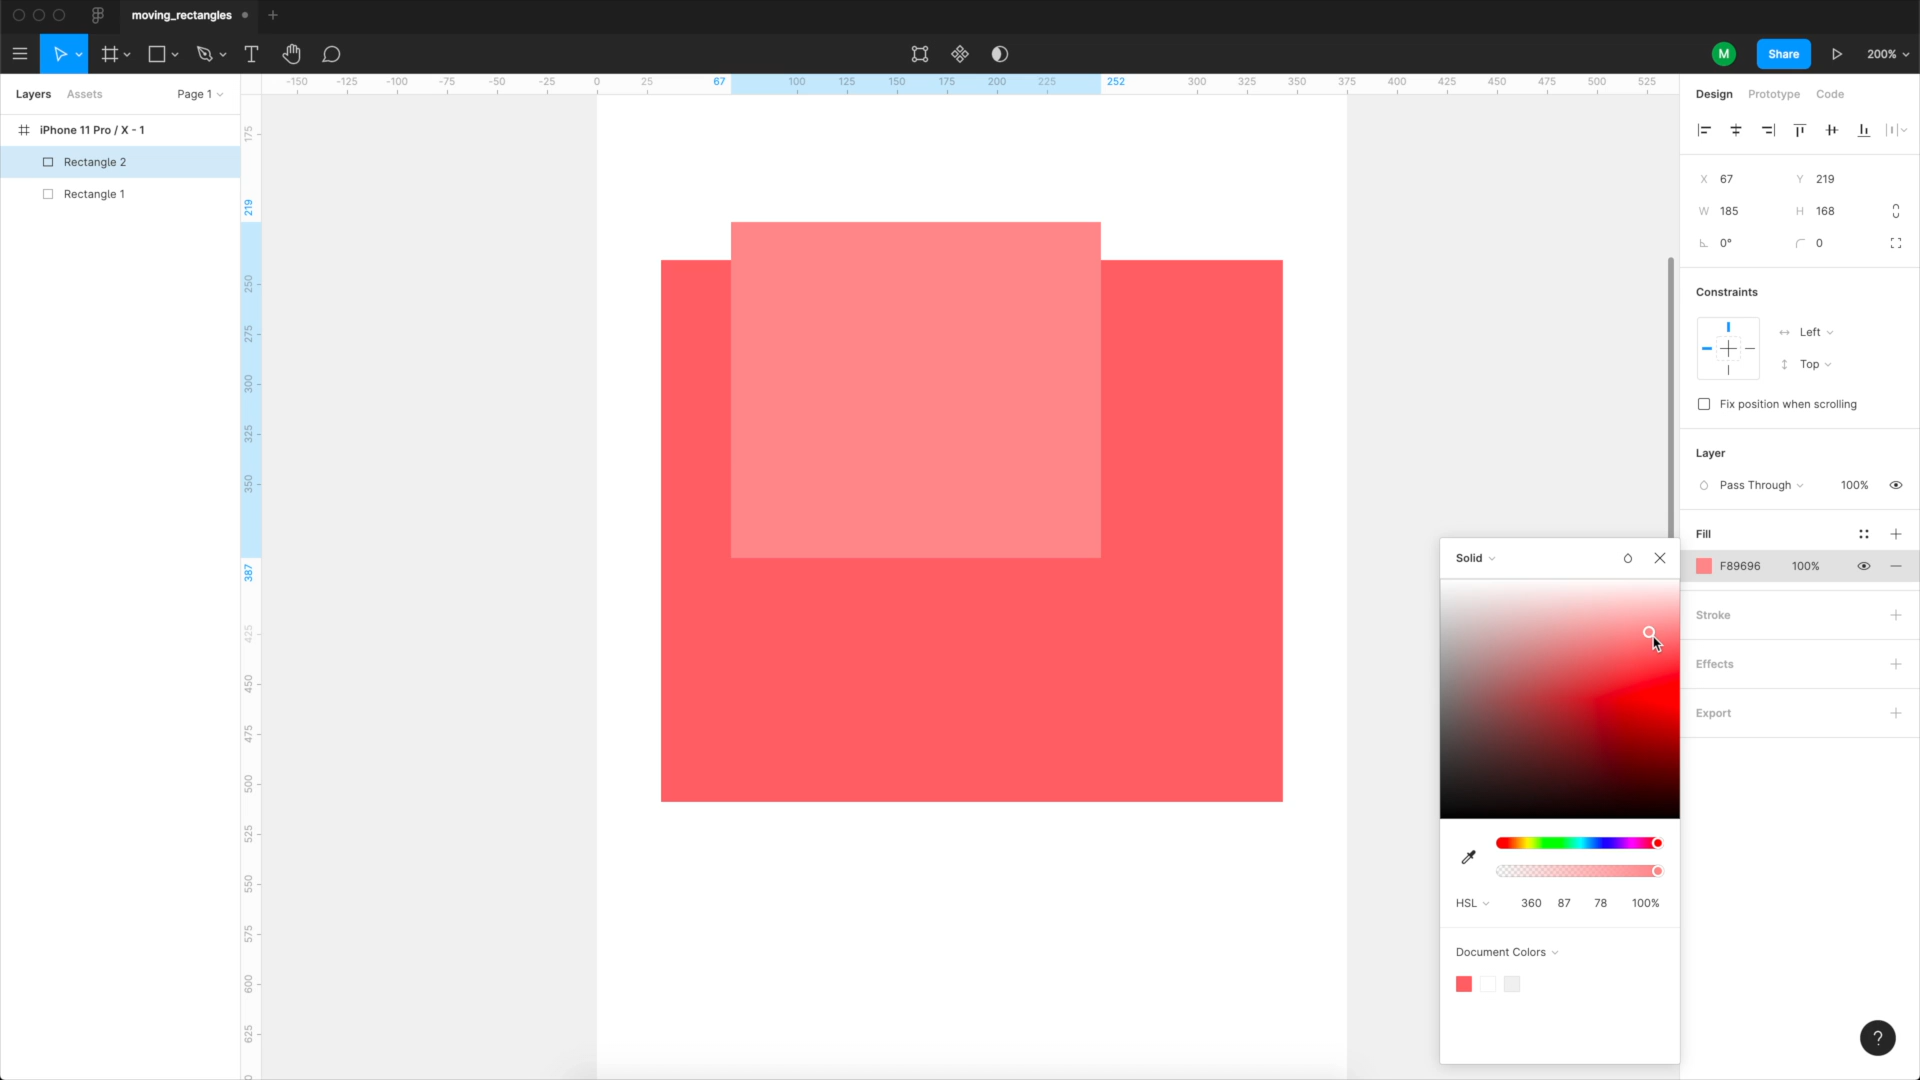 moving_rectangles
Share
200%
M
Layers
Assets
Page 1
iPhone 11 Pro / X - 1
Rectangle 2
Rectangle 1
-150
-125
-100
-75
-50
-25
0
25
67
100
125
150
175
200
225
252
300
325
350
375
400
425
450
475
500
525
175
219
250
275
300
325
350
387
425
450
475
500
525
550
575
600
625
Design
Prototype
Code
X 67
Y 219
W 185
H 168
0°
0
Constraints
Left
Top
Fix position when scrolling
Layer
Pass Through
100%
Fill
F89696
100%
Stroke
Effects
Export
Solid
HSL
360
87
78
100%
Document Colors
?